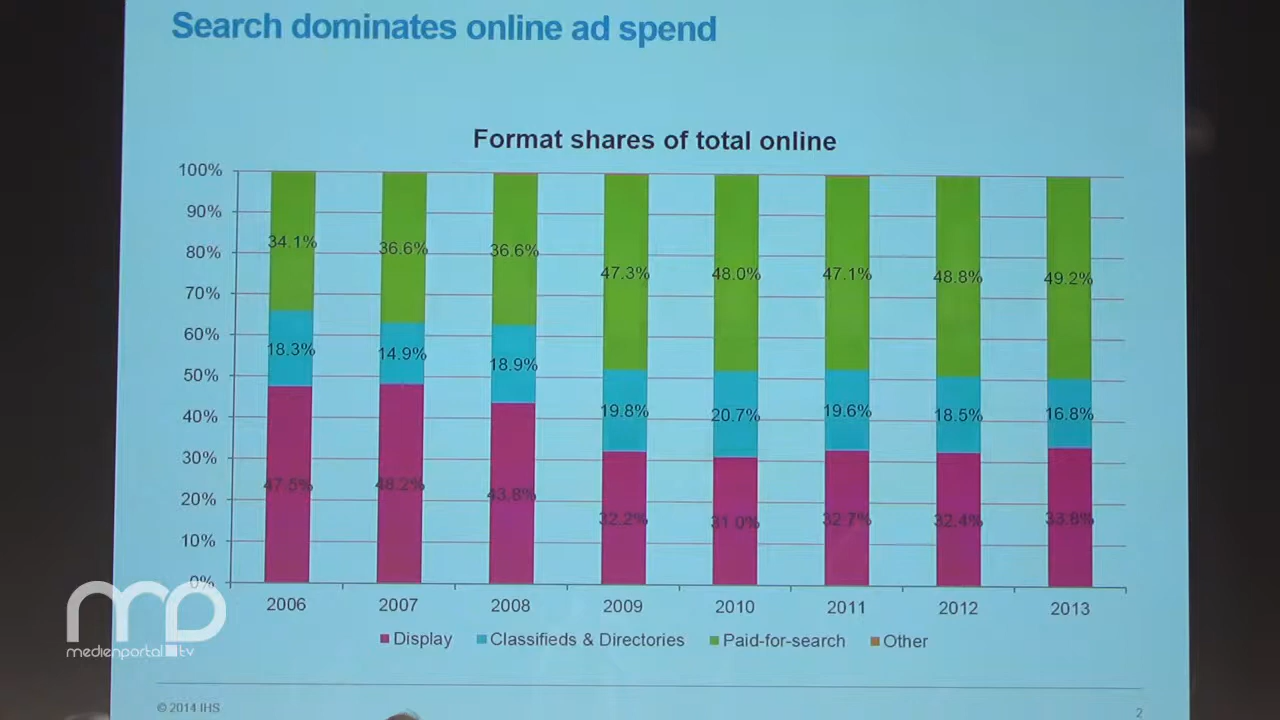 Search dominates online ad spend
Format shares of total online
100%
90%
80%
70%
60%
50%
40%
30%
20%
10%
0%
34.1% 36.6% 36.6% 47.3% 48.0% 47.1% 48.8% 49.2%
18.3% 14.9% 18.9% 19.8% 20.7% 19.6% 18.5% 16.8%
47.5% 48.2% 43.8% 32.2% 31.0% 32.7% 32.4% 33.8%
2006 2007 2008 2009 2010 2011 2012 2013
Display Classifieds & Directories Paid-for-search Other
medienportal.tv
© 2014 IHS 2